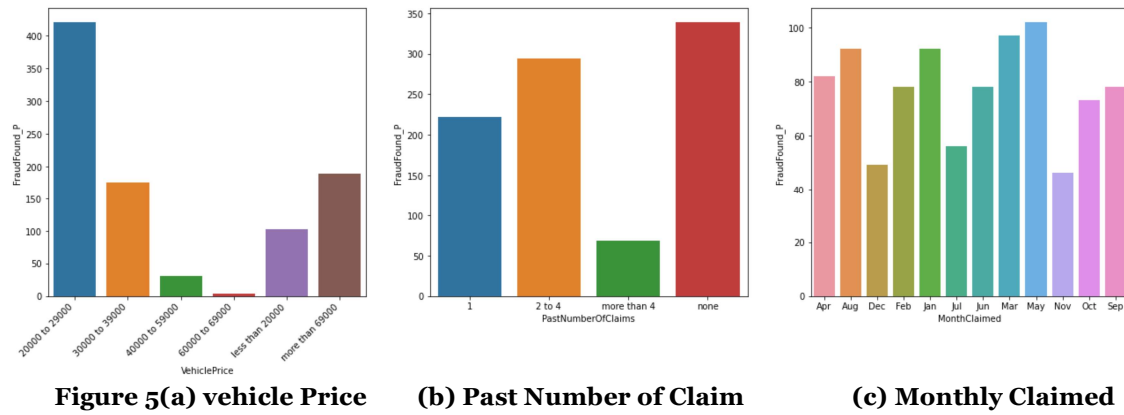 400
350
300
250
200
150
100
50
0
FraudFound_P
20000 to 29000
30000 to 39000
40000 to 59000
60000 to 69000
less than 20000
more than 69000
VehiclePrice
350
300
250
200
150
100
50
0
FraudFound_P
1 2 to 4 more than 4 none
PastNumberOfClaims
100
80
60
40
20
0
FraudFound_P
Apr Aug Dec Feb Jan Jul Jun Mar May Nov Oct Sep
MonthClaimed
Figure 5(a) vehicle Price (b) Past Number of Claim (c) Monthly Claimed